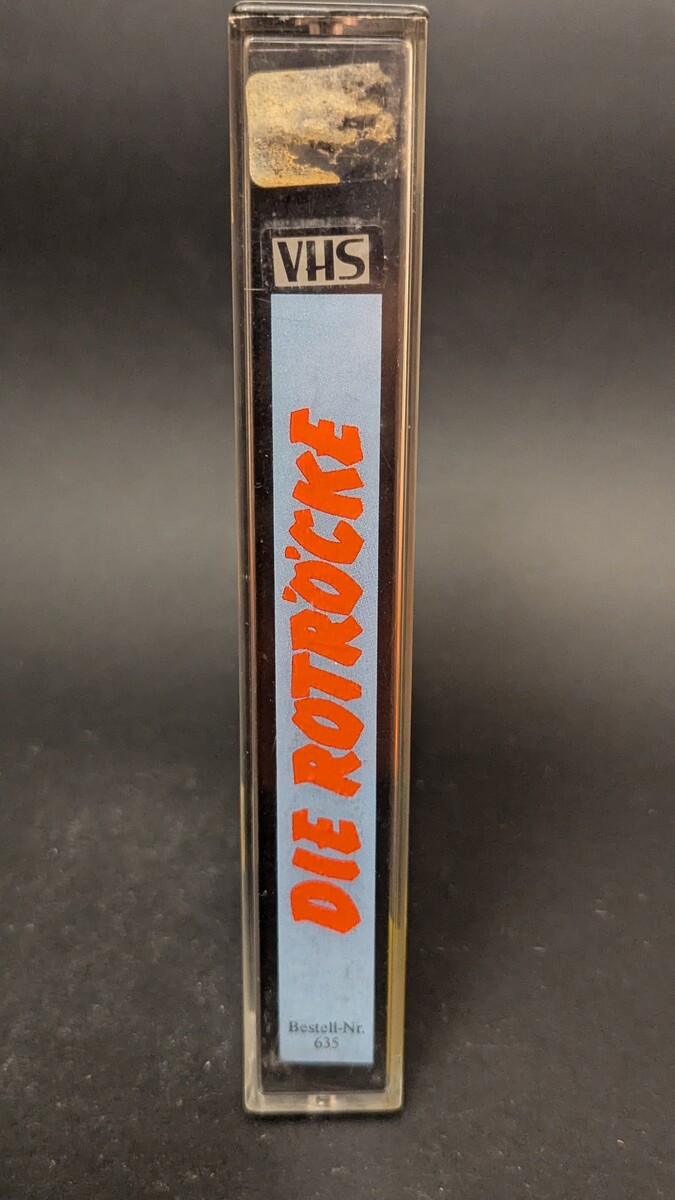 VHS
DIE ROTRÖCKE
Bestell-Nr.
635